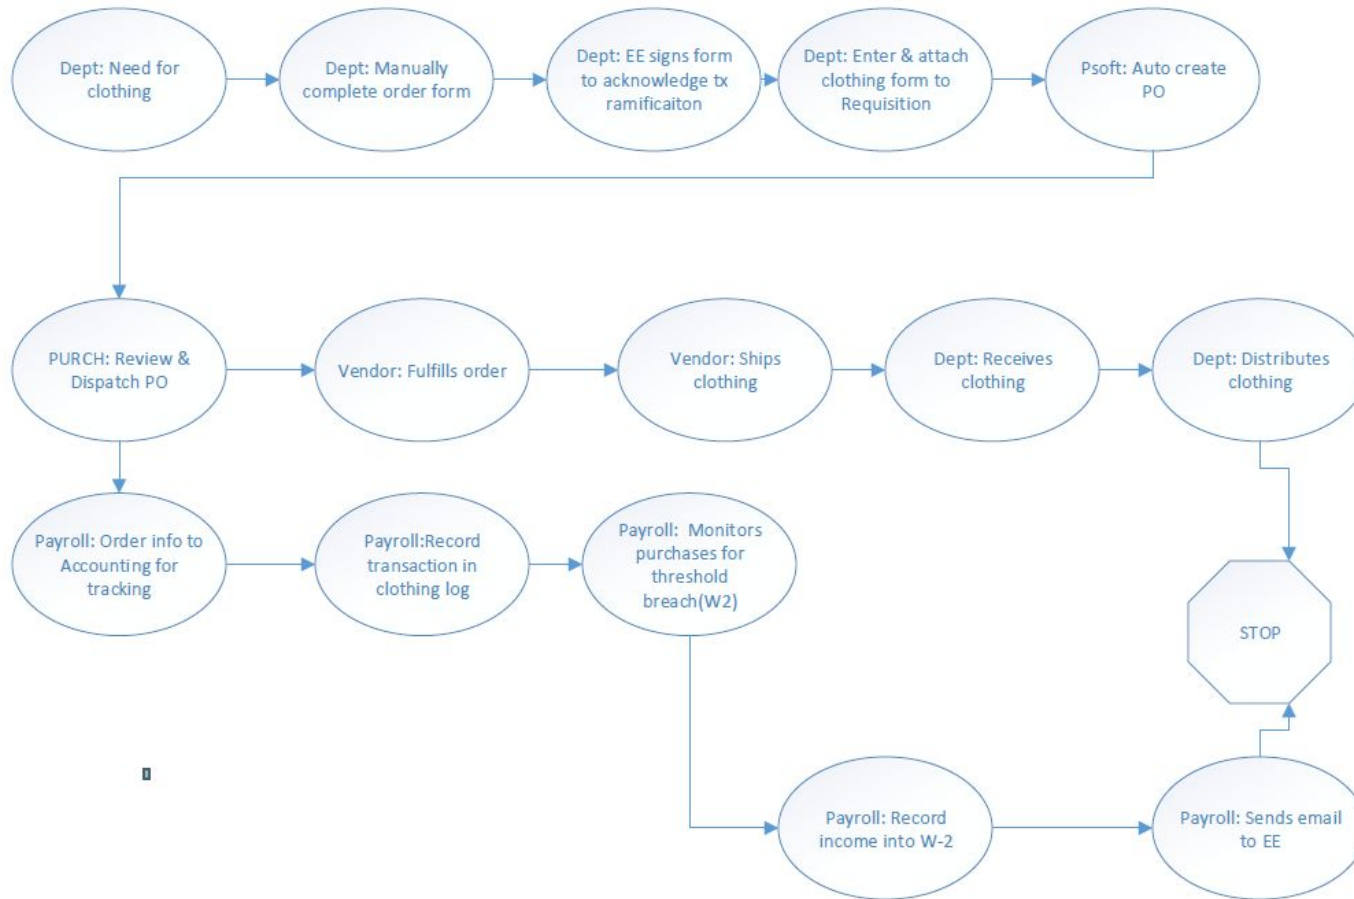 Dept: Need for
clothing
Dept: Manually
complete order form
Dept: EE signs form
to acknowledge tx
ramificaiton
Dept: Enter & attach
clothing form to
Requisition
Psoft: Auto create
PO
PURCH: Review &
Dispatch PO
Vendor: Fulfills order
Vendor: Ships
clothing
Dept: Receives
clothing
Dept: Distributes
clothing
Payroll: Order info to
Accounting for
tracking
Payroll:Record
transaction in
clothing log
Payroll:  Monitors
purchases for
threshold
breach(W2)
STOP
Payroll: Record
income into W-2
Payroll: Sends email
to EE